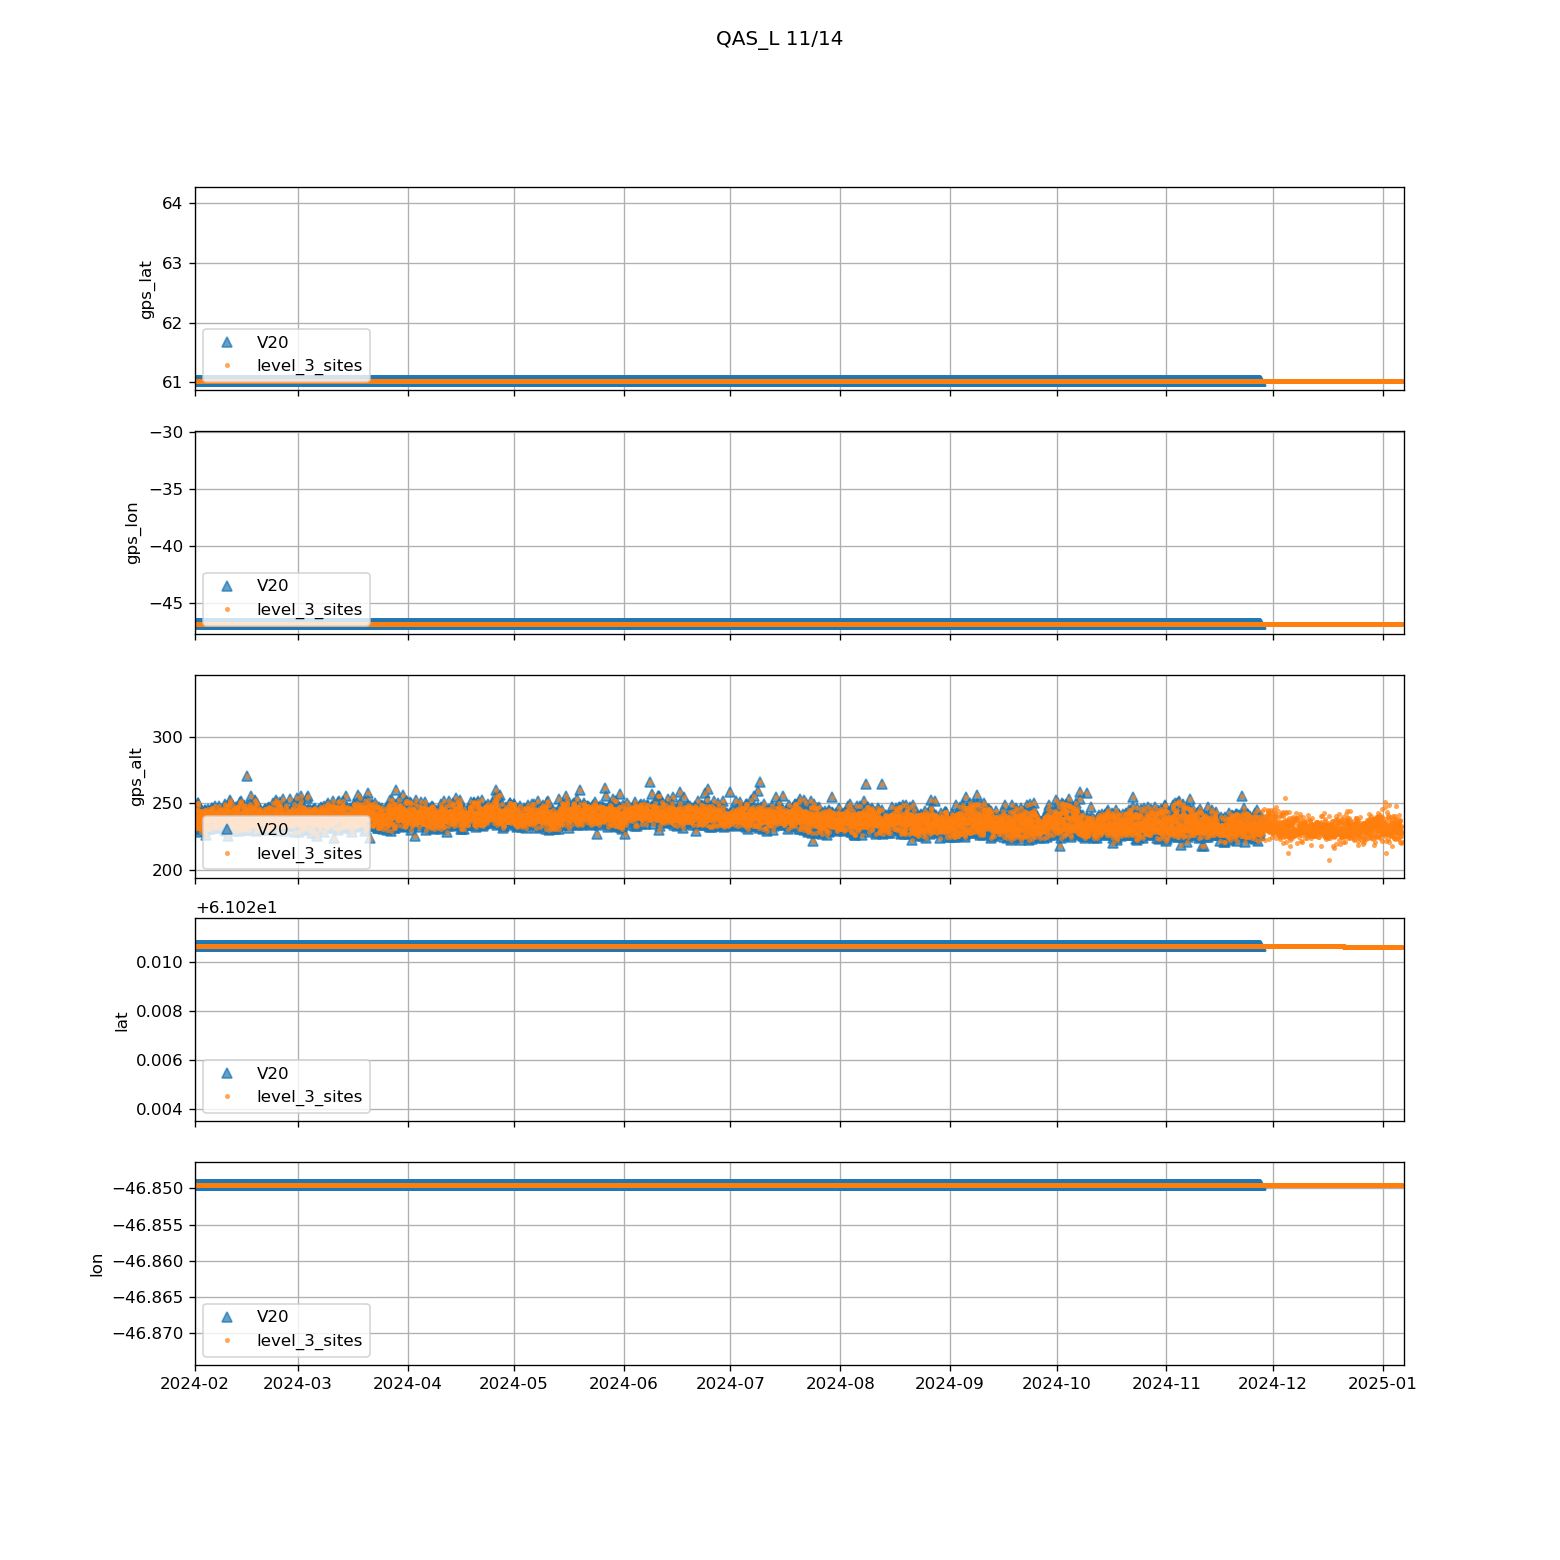 QAS_L 11/14
64
63
62
61
gps_lat
V20
level_3_sites
−30
−35
−40
−45
gps_lon
V20
level_3_sites
300
250
200
gps_alt
V20
level_3_sites
+6.102e1
0.010
0.008
0.006
0.004
lat
V20
level_3_sites
−46.850
−46.855
−46.860
−46.865
−46.870
lon
V20
level_3_sites
2024-02 2024-03 2024-04 2024-05 2024-06 2024-07 2024-08 2024-09 2024-10 2024-11 2024-12 2025-01